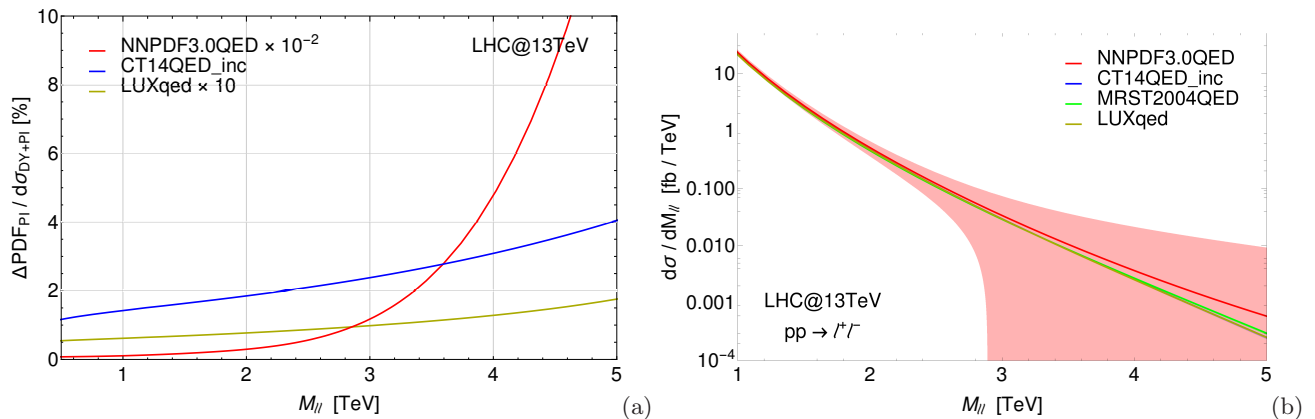 ΔPDF_PI / dσ_DY+PI [%]
10
8
6
4
2
0
NNPDF3.0QED × 10^-2
CT14QED_inc
LUXqed × 10
LHC@13TeV
1 2 3 4 5
M_ll [TeV]
(a)
dσ / dM_ll [fb / TeV]
10
1
0.100
0.010
0.001
10^-4
NNPDF3.0QED
CT14QED_inc
MRST2004QED
LUXqed
LHC@13TeV
pp → l^+ l^-
1 2 3 4 5
M_ll [TeV]
(b)